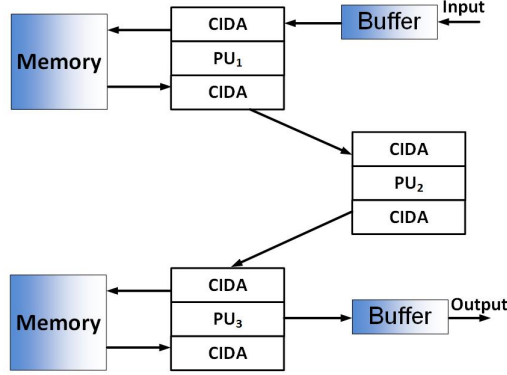 Input
Buffer
CIDA
Memory
PU₁
CIDA
CIDA
PU₂
CIDA
CIDA
Memory
PU₃
Buffer
Output
CIDA